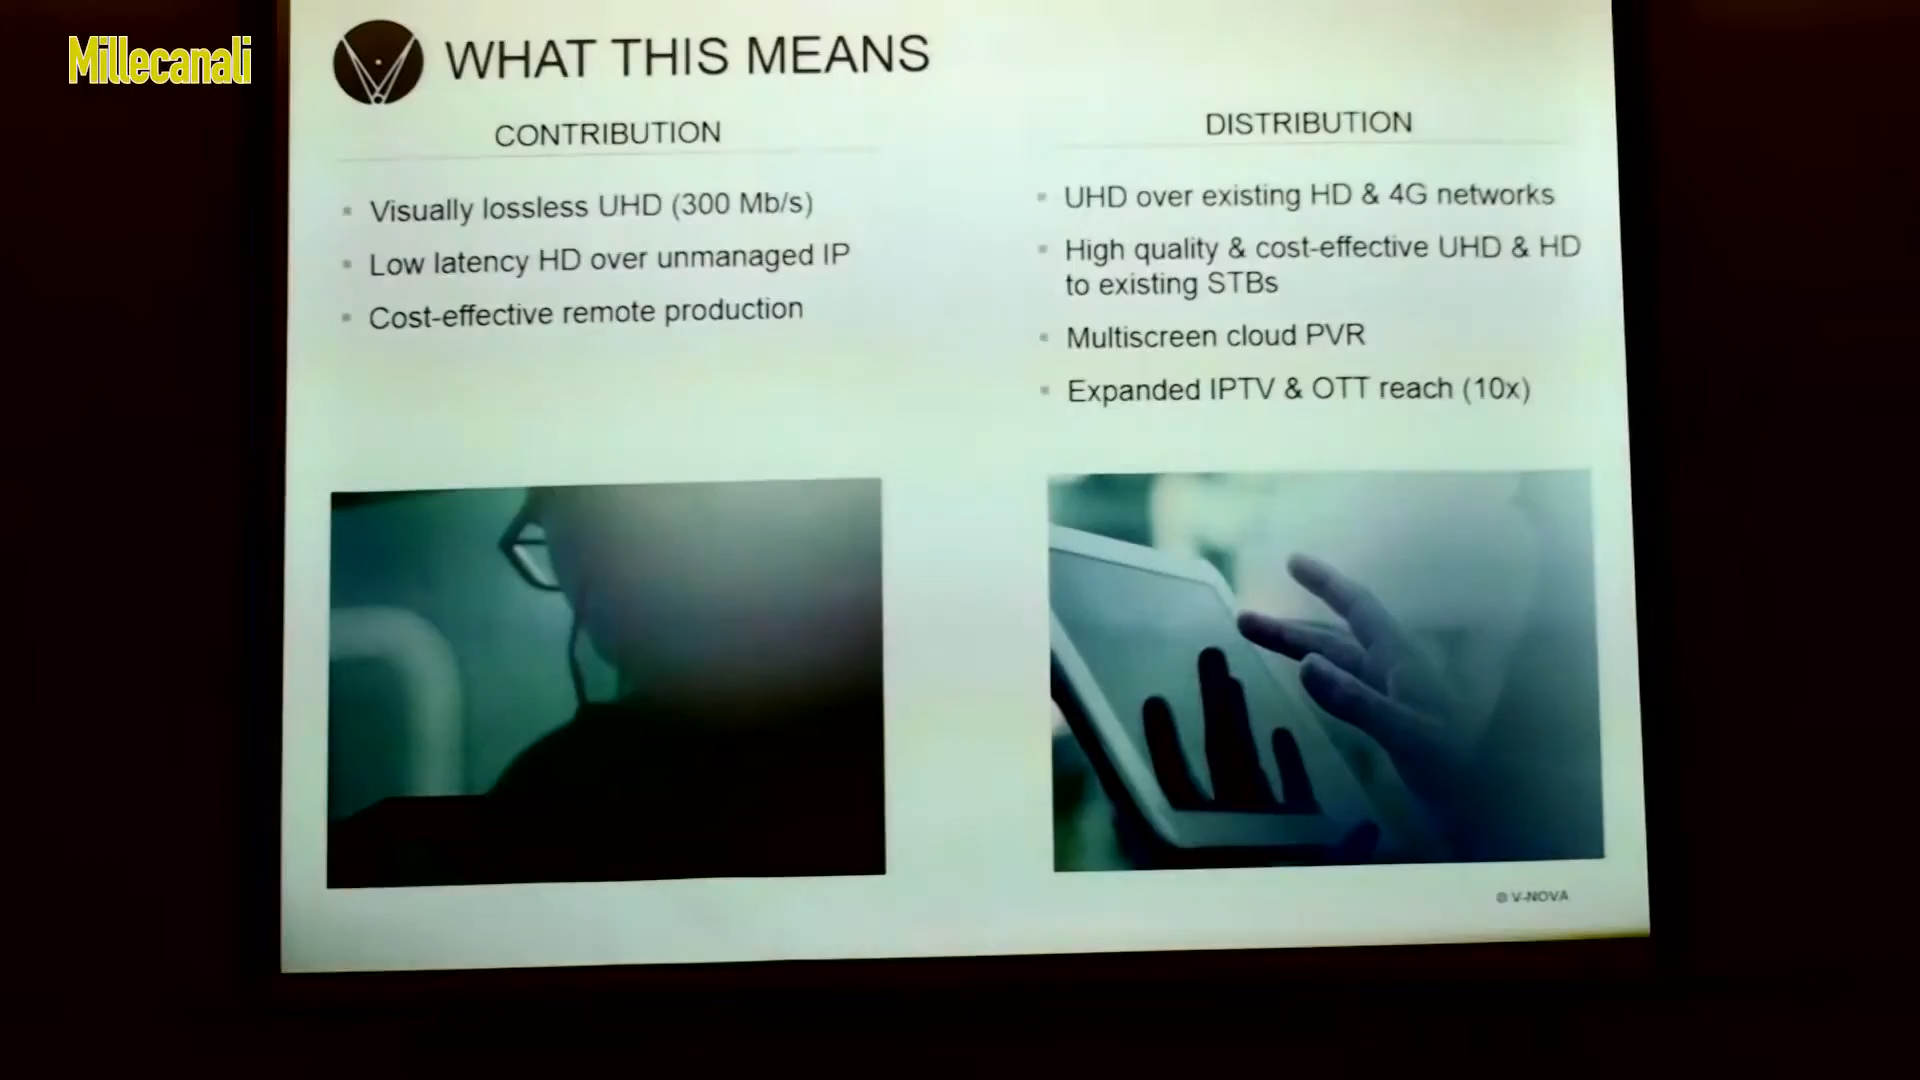 Millecanali
WHAT THIS MEANS
CONTRIBUTION
Visually lossless UHD (300 Mb/s)
Low latency HD over unmanaged IP
Cost-effective remote production
DISTRIBUTION
UHD over existing HD & 4G networks
High quality & cost-effective UHD & HD
to existing STBs
Multiscreen cloud PVR
Expanded IPTV & OTT reach (10x)
© V-NOVA